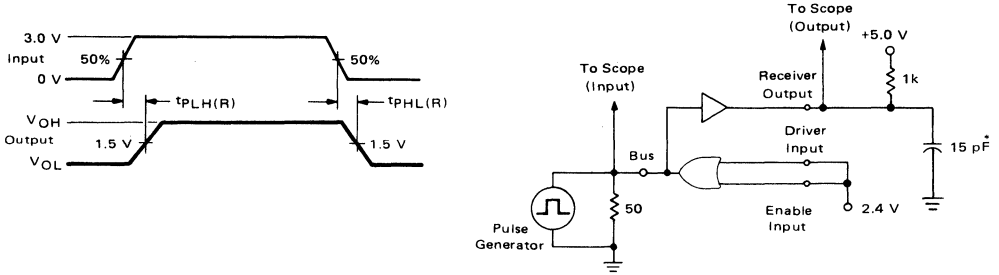 3.0 V
Input
50%
50%
0 V
tPLH(R)
tPHL(R)
VOH
Output
1.5 V
1.5 V
VOL
To Scope
(Output)
+5.0 V
To Scope
(Input)
Receiver
Output
1k
Driver
Input
15 pF*
Bus
50
Pulse
Generator
Enable
Input
2.4 V